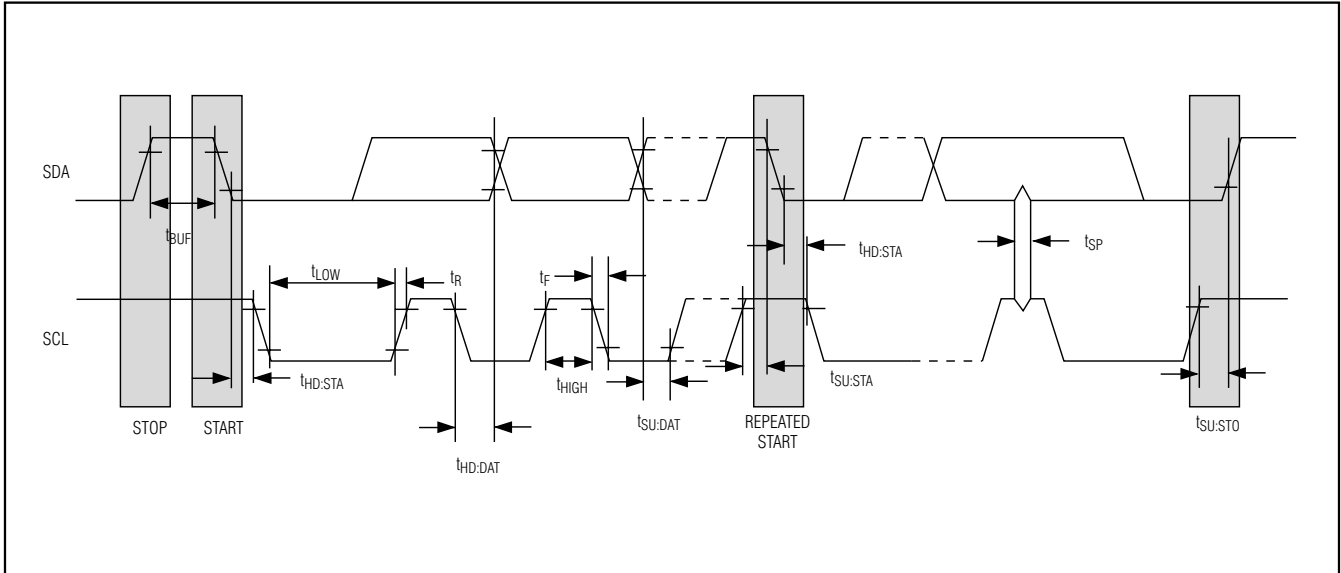 SDA
tBUF
tLOW
tR
tF
tHD:STA
tSP
SCL
tHD:STA
tHIGH
tSU:DAT
tSU:STA
tSU:STO
STOP
START
REPEATED
START
tHD:DAT